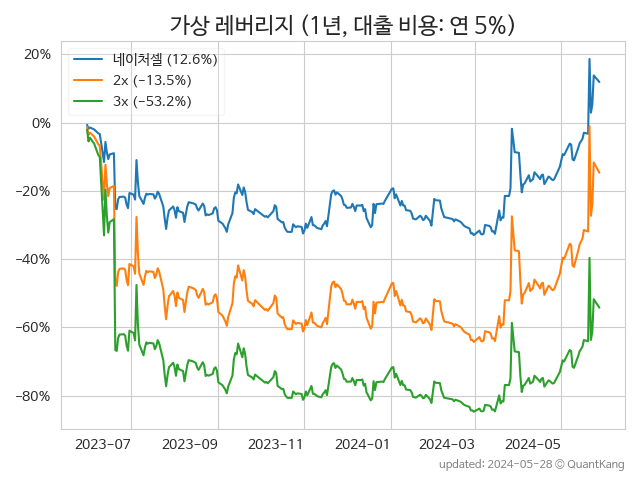 가상 레버리지 (1년, 대출 비용: 연 5%)
네이처셀 (12.6%)
2x (−13.5%)
3x (−53.2%)
20%
0%
−20%
−40%
−60%
−80%
2023-07 2023-09 2023-11 2024-01 2024-03 2024-05
updated: 2024-05-28 © QuantKang